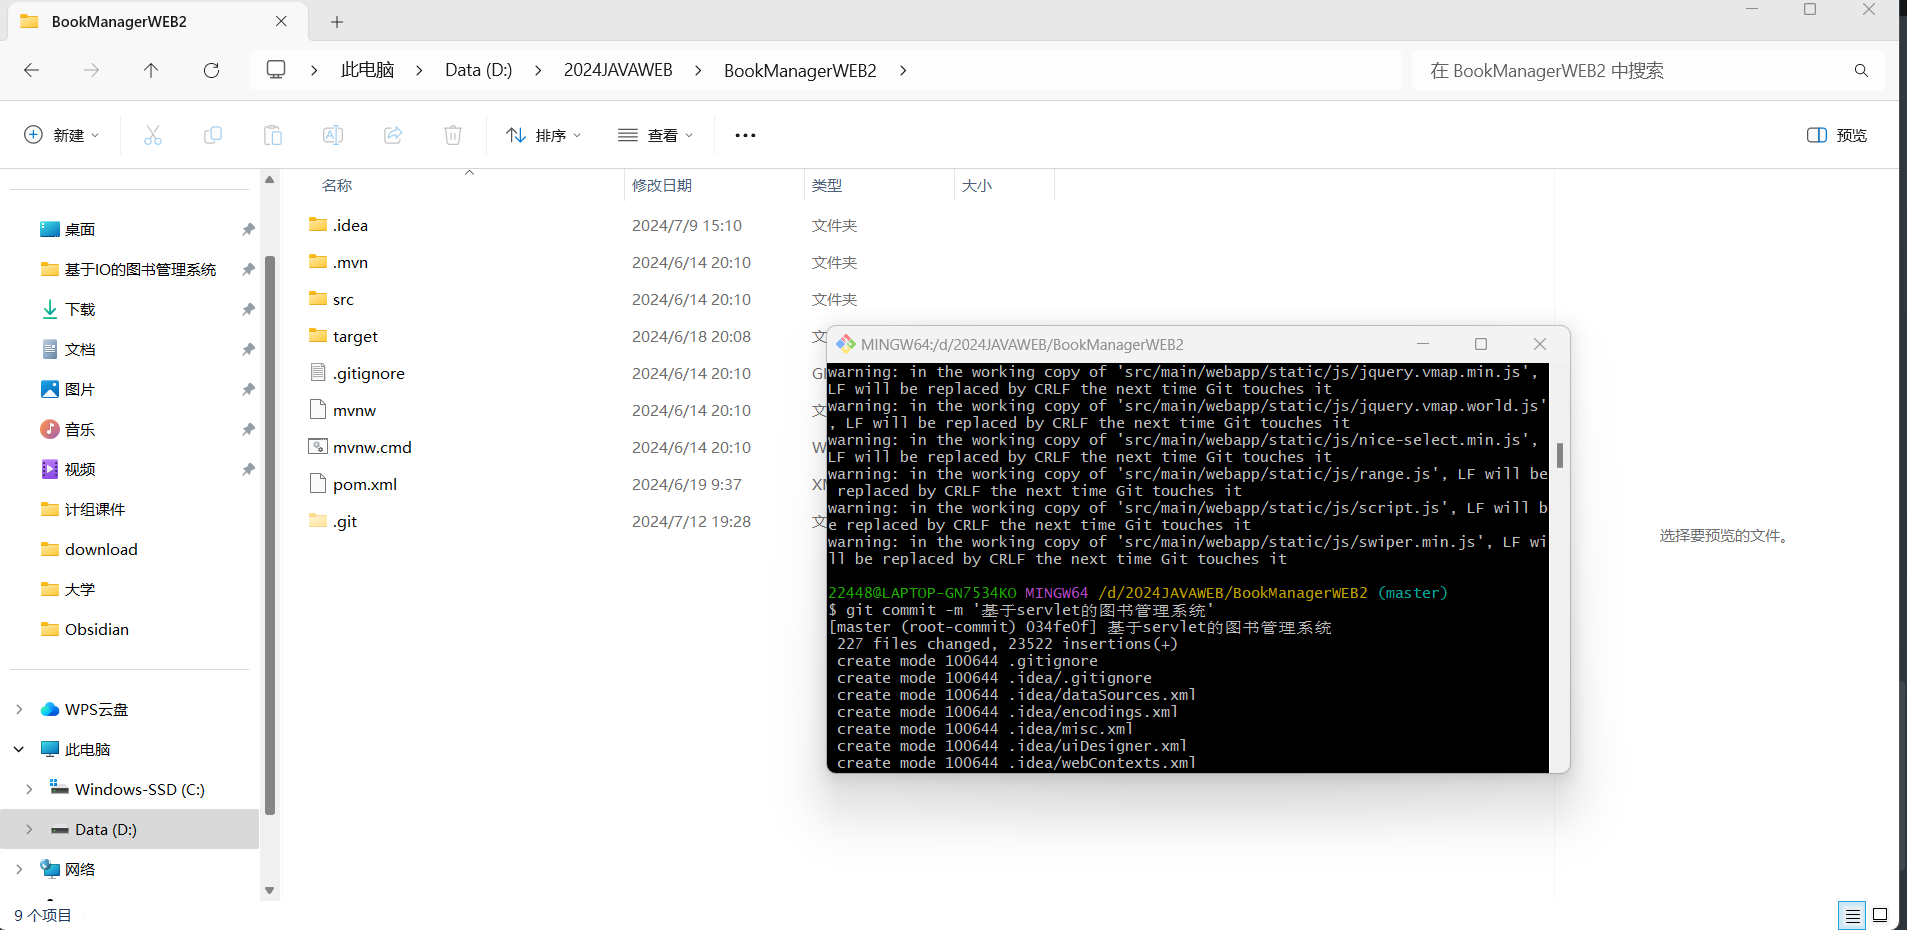 BookManagerWEB2
此电脑 Data (D:) 2024JAVAWEB BookManagerWEB2
在 BookManagerWEB2 中搜索
新建 排序 查看 预览
名称 修改日期 类型 大小
桌面
基于IO的图书管理系统
下载
文档
图片
音乐
视频
计组课件
download
大学
Obsidian
WPS云盘
此电脑
Windows-SSD (C:)
Data (D:)
网络
.idea 2024/7/9 15:10 文件夹
.mvn 2024/6/14 20:10 文件夹
src 2024/6/14 20:10 文件夹
target 2024/6/18 20:08 文
.gitignore 2024/6/14 20:10
mvnw 2024/6/14 20:10 文
mvnw.cmd 2024/6/14 20:10
pom.xml 2024/6/19 9:37
.git 2024/7/12 19:28 文
MINGW64:/d/2024JAVAWEB/BookManagerWEB2
warning: in the working copy of 'src/main/webapp/static/js/jquery.vmap.min.js',
LF will be replaced by CRLF the next time Git touches it
warning: in the working copy of 'src/main/webapp/static/js/jquery.vmap.world.js'
, LF will be replaced by CRLF the next time Git touches it
warning: in the working copy of 'src/main/webapp/static/js/nice-select.min.js',
LF will be replaced by CRLF the next time Git touches it
warning: in the working copy of 'src/main/webapp/static/js/range.js', LF will be
replaced by CRLF the next time Git touches it
warning: in the working copy of 'src/main/webapp/static/js/script.js', LF will b
e replaced by CRLF the next time Git touches it
warning: in the working copy of 'src/main/webapp/static/js/swiper.min.js', LF wi
ll be replaced by CRLF the next time Git touches it
22448@LAPTOP-GN7534KO MINGW64 /d/2024JAVAWEB/BookManagerWEB2 (master)
$ git commit -m '基于servlet的图书管理系统'
[master (root-commit) 034fe0f] 基于servlet的图书管理系统
227 files changed, 23522 insertions(+)
create mode 100644 .gitignore
create mode 100644 .idea/.gitignore
create mode 100644 .idea/dataSources.xml
create mode 100644 .idea/encodings.xml
create mode 100644 .idea/misc.xml
create mode 100644 .idea/uiDesigner.xml
create mode 100644 .idea/webContexts.xml
选择要预览的文件。
9 个项目